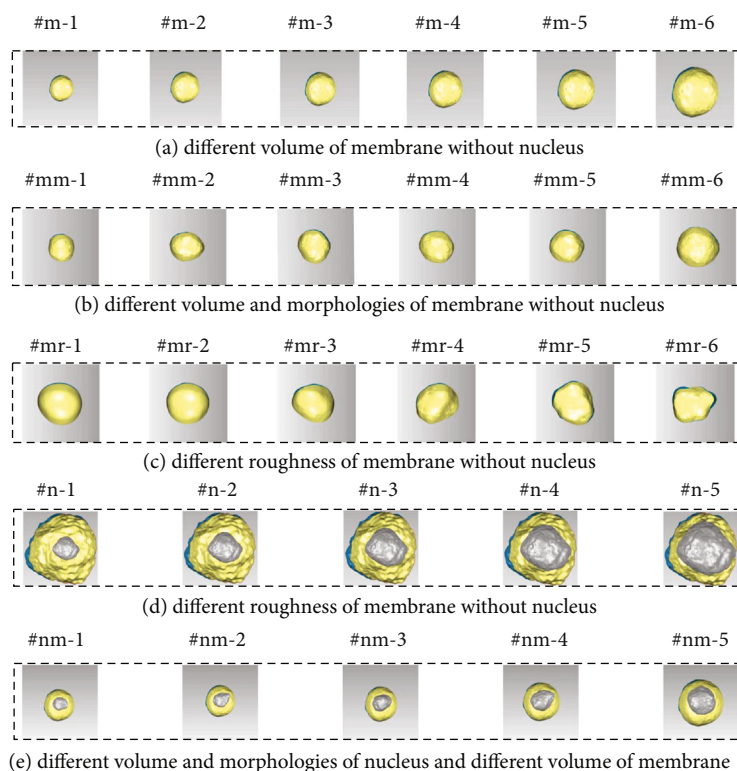 #m-1 #m-2 #m-3 #m-4 #m-5 #m-6
(a) different volume of membrane without nucleus
#mm-1 #mm-2 #mm-3 #mm-4 #mm-5 #mm-6
(b) different volume and morphologies of membrane without nucleus
#mr-1 #mr-2 #mr-3 #mr-4 #mr-5 #mr-6
(c) different roughness of membrane without nucleus
#n-1 #n-2 #n-3 #n-4 #n-5
(d) different roughness of membrane without nucleus
#nm-1 #nm-2 #nm-3 #nm-4 #nm-5
(e) different volume and morphologies of nucleus and different volume of membrane